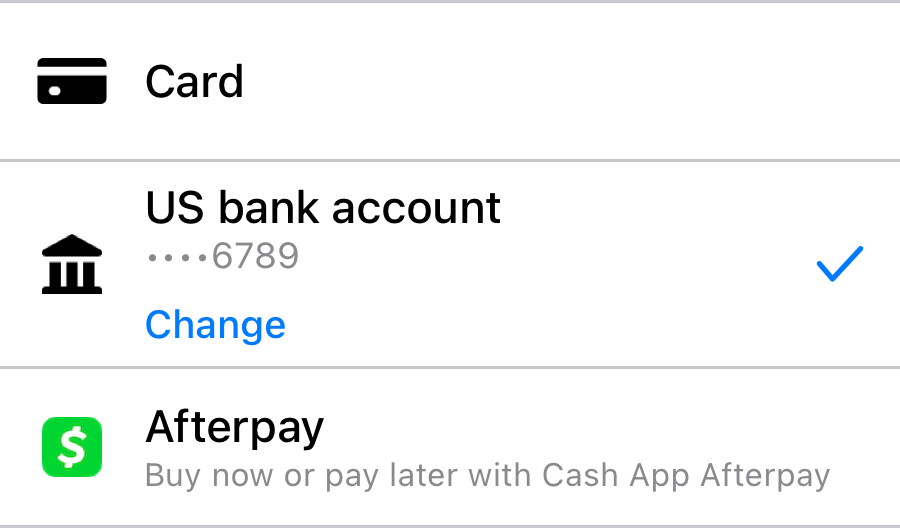 Card
US bank account
••••6789
Change
$
Afterpay
Buy now or pay later with Cash App Afterpay